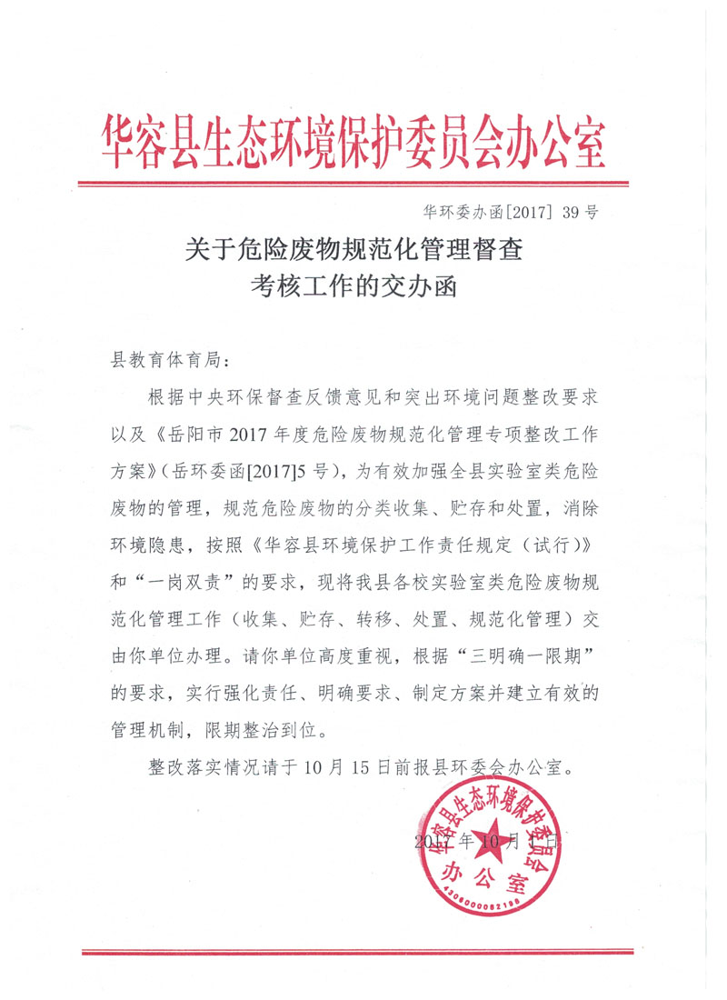 华容县生态环境保护委员会办公室
华环委办函[2017] 39 号
关于危险废物规范化管理督查
考核工作的交办函
县教育体育局：
根据中央环保督查反馈意见和突出环境问题整改要求
以及《岳阳市 2017 年度危险废物规范化管理专项整改工作
方案》（岳环委函[2017]5 号），为有效加强全县实验室类危险
废物的管理，规范危险废物的分类收集、贮存和处置，消除
环境隐患，按照《华容县环境保护工作责任规定（试行）》
和“一岗双责”的要求，现将我县各校实验室类危险废物规
范化管理工作（收集、贮存、转移、处置、规范化管理）交
由你单位办理。请你单位高度重视，根据“三明确一限期”
的要求，实行强化责任、明确要求、制定方案并建立有效的
管理机制，限期整治到位。
整改落实情况请于 10 月 15 日前报县环委会办公室。
2017 年 10 月 1 日
华容县生态环境保护委员会
办公室
4306000062198